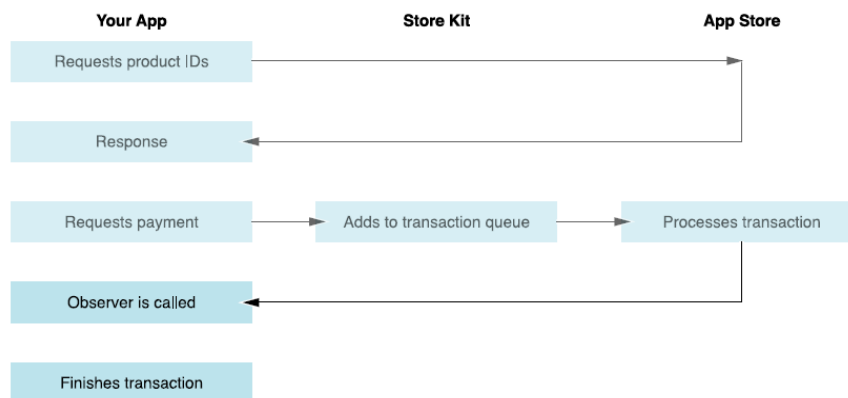 Your App Store Kit App Store
Requests product IDs
Response
Requests payment Adds to transaction queue Processes transaction
Observer is called
Finishes transaction